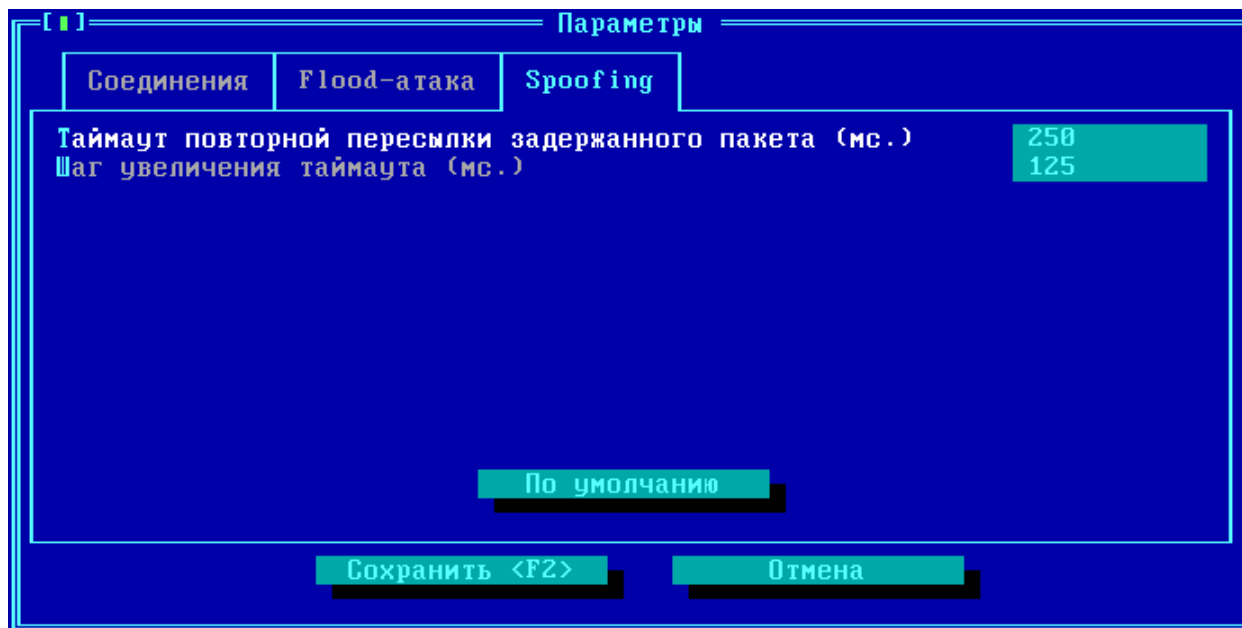 Параметры
Соединения Flood-атака Spoofing
Таймаут повторной пересылки задержанного пакета (мс.) 250
Шаг увеличения таймаута (мс.) 125
По умолчанию
Сохранить <F2> Отмена